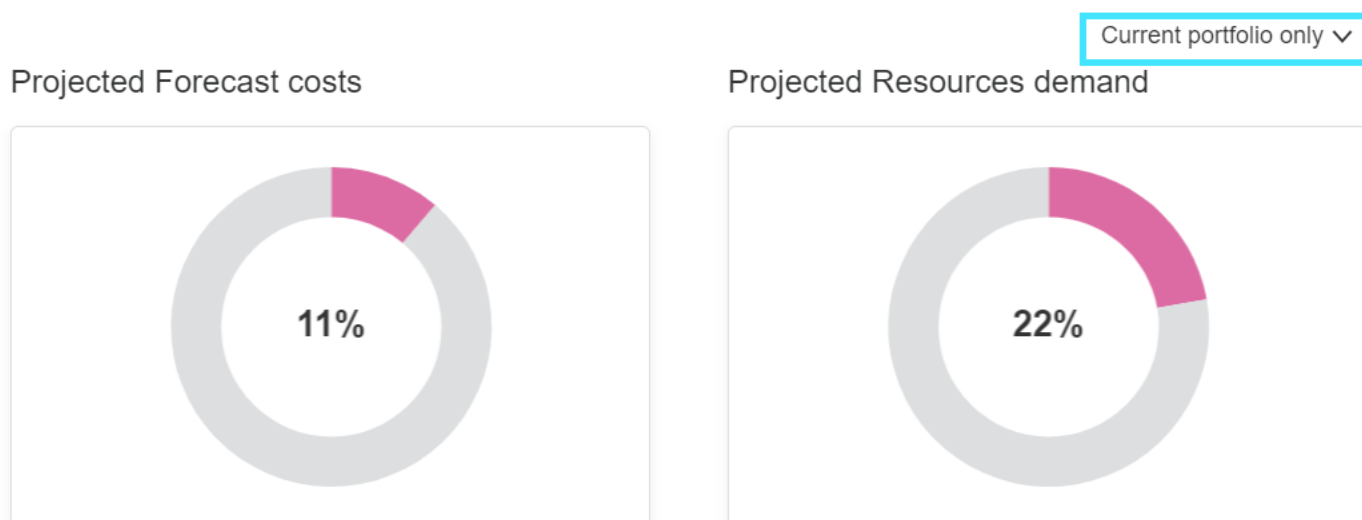 Current portfolio only
Projected Forecast costs
Projected Resources demand
11%
22%